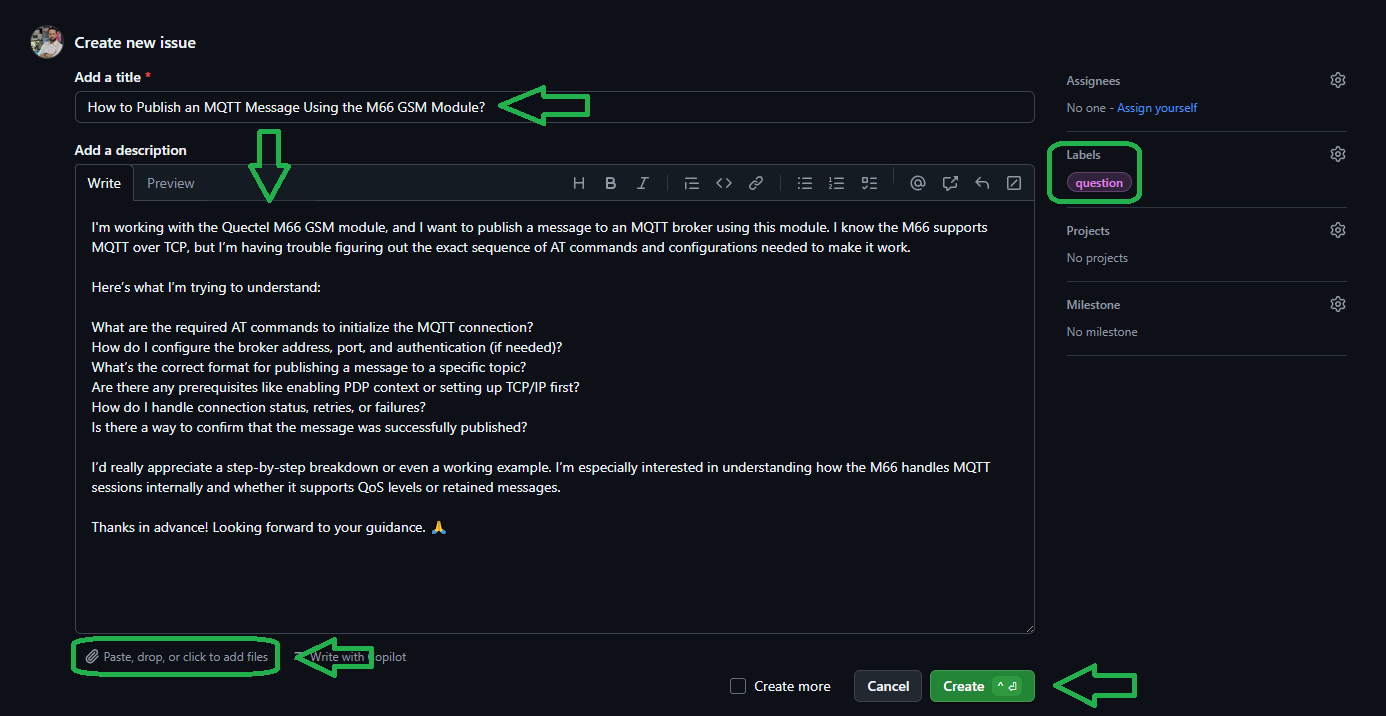 Create new issue
Add a title *
How to Publish an MQTT Message Using the M66 GSM Module?
Add a description
Write
Preview
I'm working with the Quectel M66 GSM module, and I want to publish a message to an MQTT broker using this module. I know the M66 supports
MQTT over TCP, but I'm having trouble figuring out the exact sequence of AT commands and configurations needed to make it work.
Here's what I'm trying to understand:
What are the required AT commands to initialize the MQTT connection?
How do I configure the broker address, port, and authentication (if needed)?
What's the correct format for publishing a message to a specific topic?
Are there any prerequisites like enabling PDP context or setting up TCP/IP first?
How do I handle connection status, retries, or failures?
Is there a way to confirm that the message was successfully published?
I'd really appreciate a step-by-step breakdown or even a working example. I'm especially interested in understanding how the M66 handles MQTT
sessions internally and whether it supports QoS levels or retained messages.
Thanks in advance! Looking forward to your guidance. 🙏
Paste, drop, or click to add files
Write with Copilot
Create more
Cancel
Create
Assignees
No one - Assign yourself
Labels
question
Projects
No projects
Milestone
No milestone